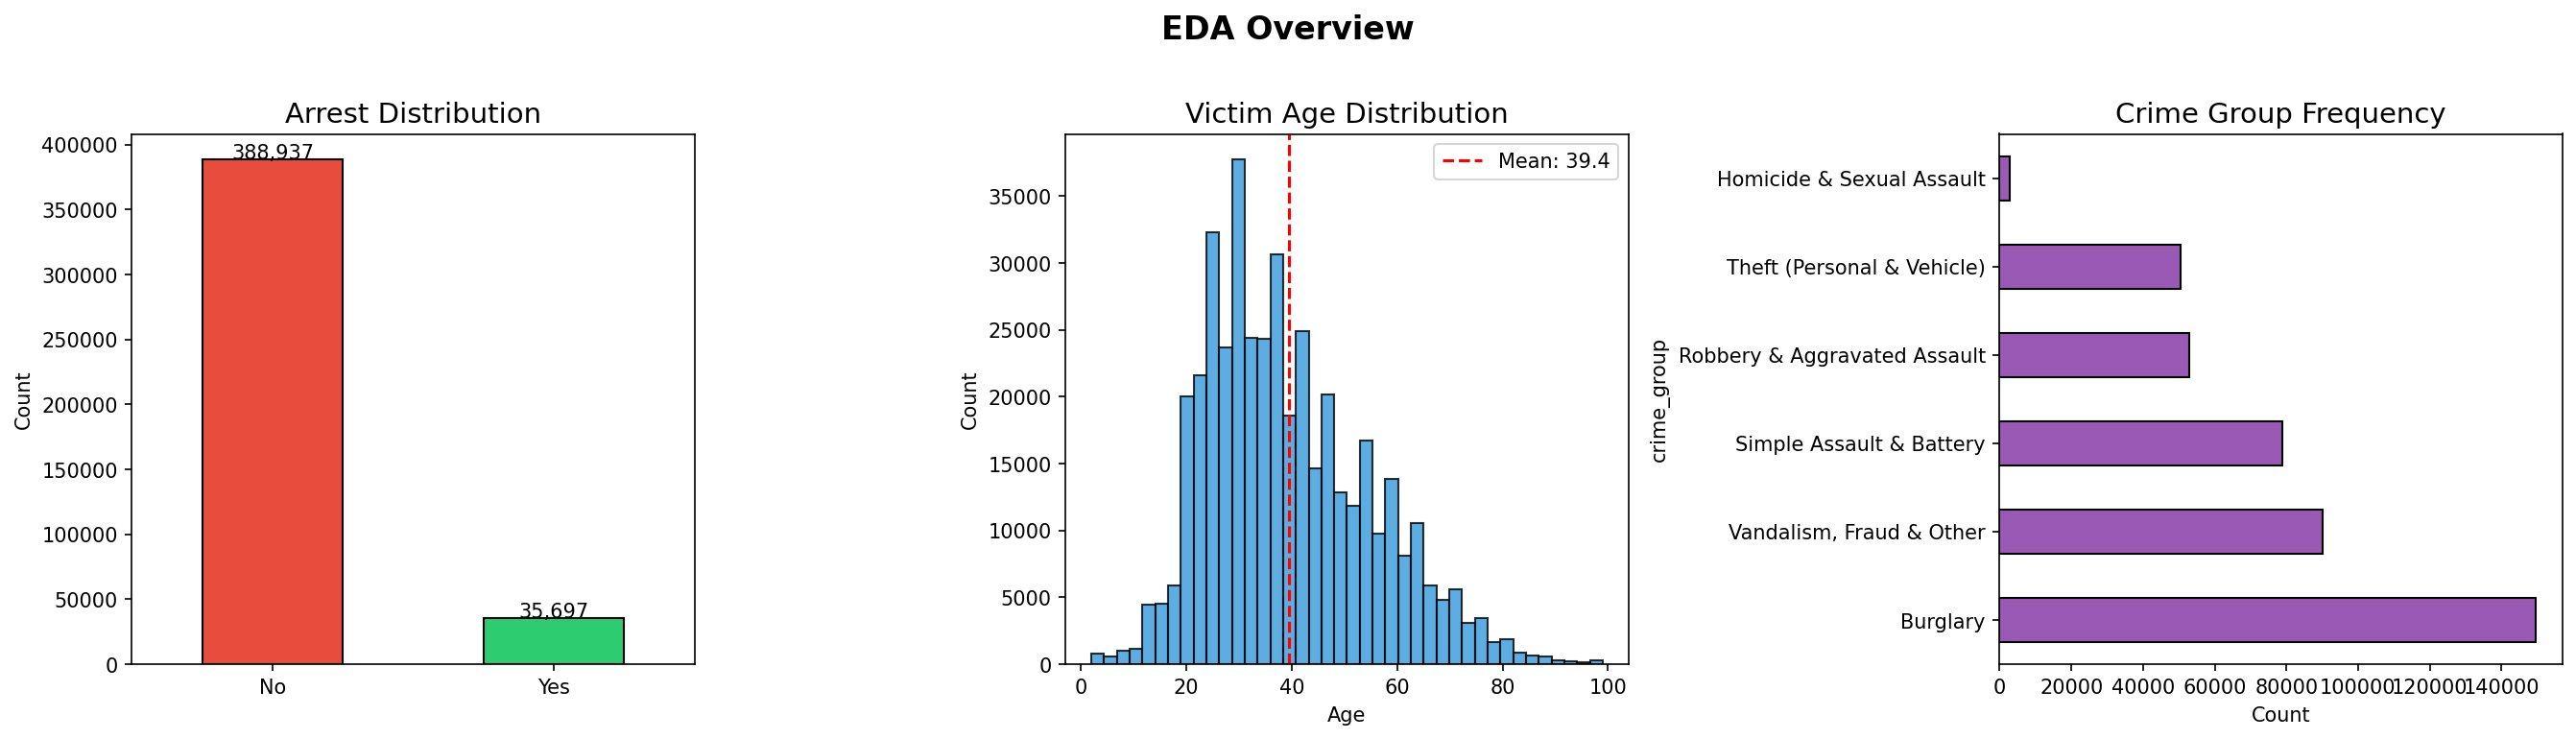 EDA Overview
Arrest Distribution
400000
350000
300000
250000
200000
150000
100000
50000
0
Count
388,937
35,697
No
Yes
Victim Age Distribution
35000
30000
25000
20000
15000
10000
5000
0
Count
Mean: 39.4
0 20 40 60 80 100
Age
Crime Group Frequency
crime_group
Homicide & Sexual Assault
Theft (Personal & Vehicle)
Robbery & Aggravated Assault
Simple Assault & Battery
Vandalism, Fraud & Other
Burglary
0 20000 40000 60000 80000 100000 120000 140000
Count